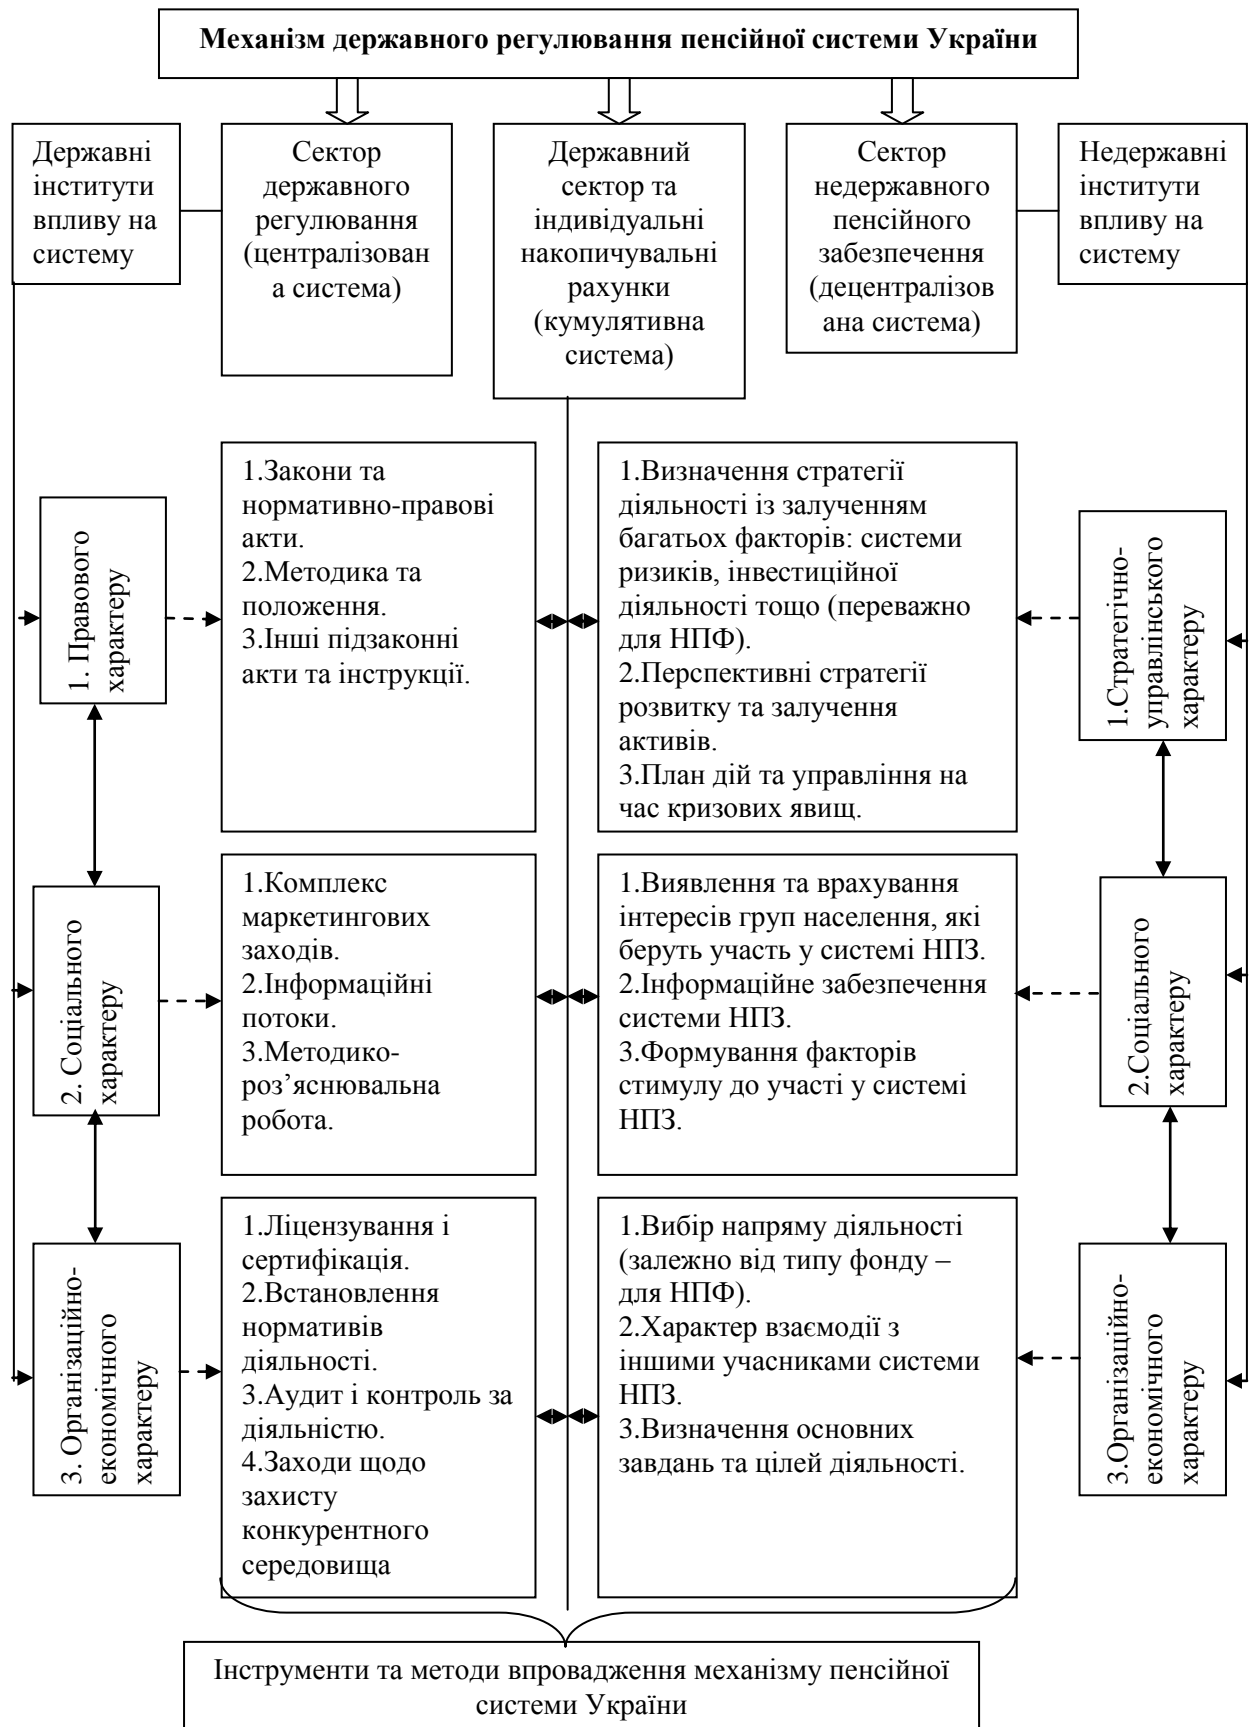 Механізм державного регулювання пенсійної системи України
Державні
інститути
впливу на
систему
Сектор
державного
регулювання
(централізован
а система)
Державний
сектор та
індивідуальні
накопичувальні
рахунки
(кумулятивна
система)
Сектор
недержавного
пенсійного
забезпечення
(децентралізов
ана система)
Недержавні
інститути
впливу на
систему
1. Правового
характеру
1.Закони та
нормативно-правові
акти.
2.Методика та
положення.
3.Інші підзаконні
акти та інструкції.
1.Визначення стратегії
діяльності із залученням
багатьох факторів: системи
ризиків, інвестиційної
діяльності тощо (переважно
для НПФ).
2.Перспективні стратегії
розвитку та залучення
активів.
3.План дій та управління на
час кризових явищ.
1.Стратегічно-
управлінського
характеру
2. Соціального
характеру
1.Комплекс
маркетингових
заходів.
2.Інформаційні
потоки.
3.Методико-
роз’яснювальна
робота.
1.Виявлення та врахування
інтересів груп населення, які
беруть участь у системі НПЗ.
2.Інформаційне забезпечення
системи НПЗ.
3.Формування факторів
стимулу до участі у системі
НПЗ.
2.Соціального
характеру
3. Організаційно-
економічного
характеру
1.Ліцензування і
сертифікація.
2.Встановлення
нормативів
діяльності.
3.Аудит і контроль за
діяльністю.
4.Заходи щодо
захисту
конкурентного
середовища
1.Вибір напряму діяльності
(залежно від типу фонду –
для НПФ).
2.Характер взаємодії з
іншими учасниками системи
НПЗ.
3.Визначення основних
завдань та цілей діяльності.
3.Організаційно-
економічного
характеру
Інструменти та методи впровадження механізму пенсійної
системи України